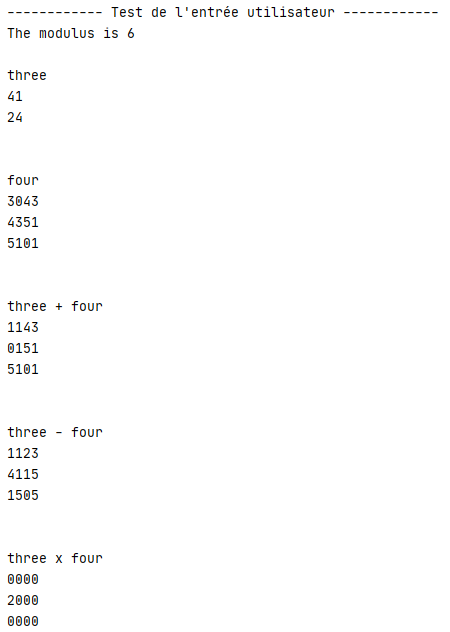 ------------ Test de l'entrée utilisateur ------------
The modulus is 6
three
41
24
four
3043
4351
5101
three + four
1143
0151
5101
three - four
1123
4115
1505
three x four
0000
2000
0000